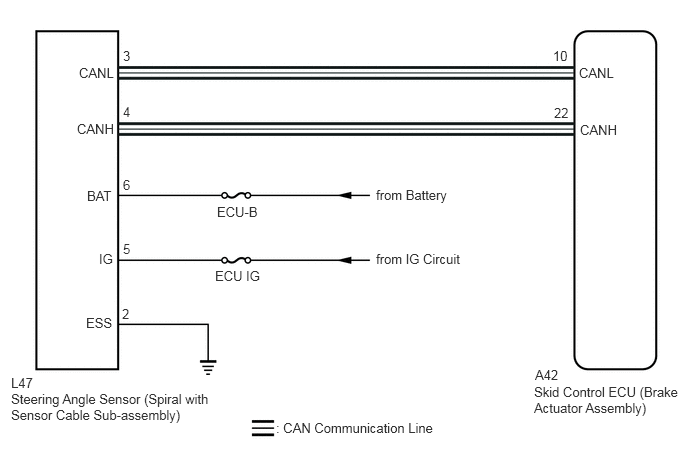 3
10
CANL
CANL
4
22
CANH
CANH
6
BAT
from Battery
ECU-B
5
IG
from IG Circuit
ECU IG
2
ESS
L47
Steering Angle Sensor (Spiral with
Sensor Cable Sub-assembly)
A42
Skid Control ECU (Brake
Actuator Assembly)
: CAN Communication Line